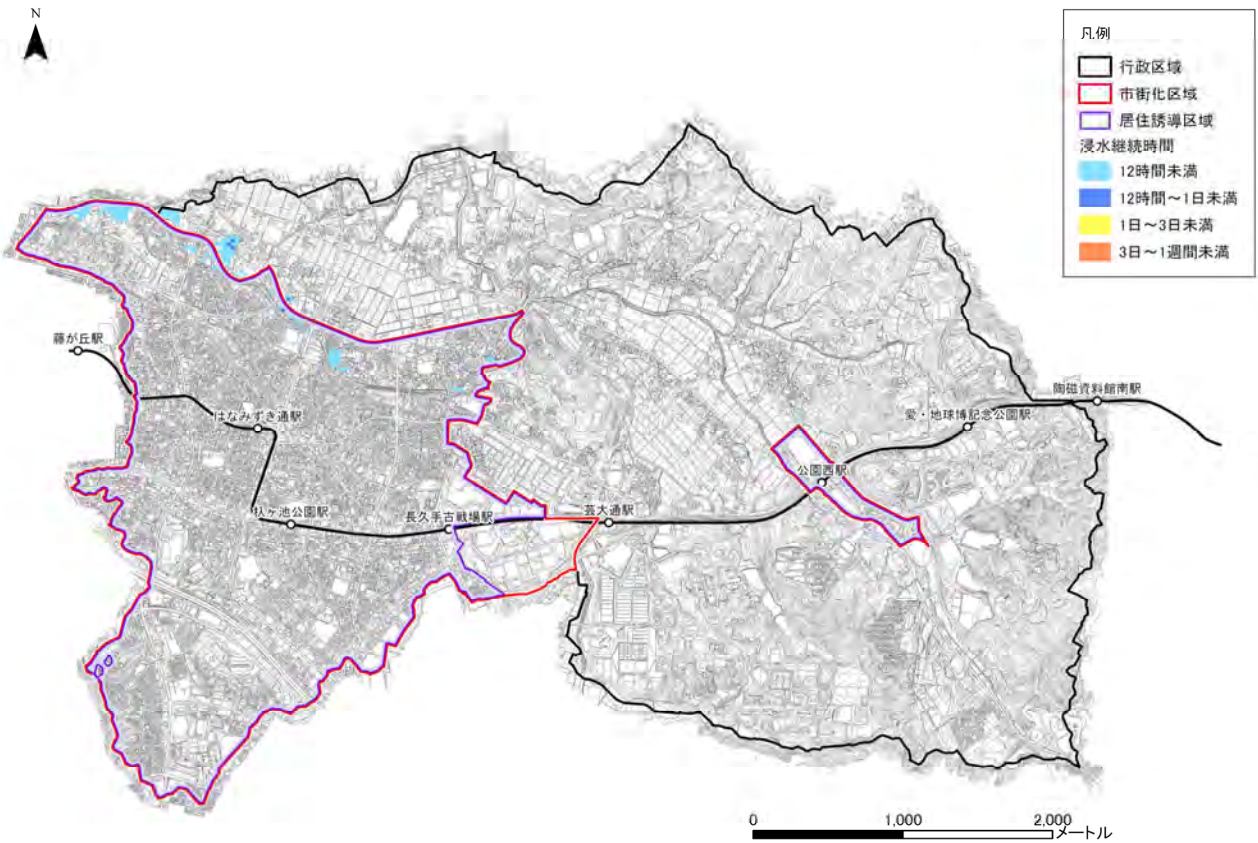 N
凡例
行政区域
市街化区域
居住誘導区域
浸水継続時間
12時間未満
12時間～1日未満
1日～3日未満
3日～1週間未満
藤が丘駅
はなみずき通駅
杁ヶ池公園駅
長久手古戦場駅
芸大通駅
公園西駅
愛・地球博記念公園駅
陶磁資料館南駅
0 1,000 2,000メートル